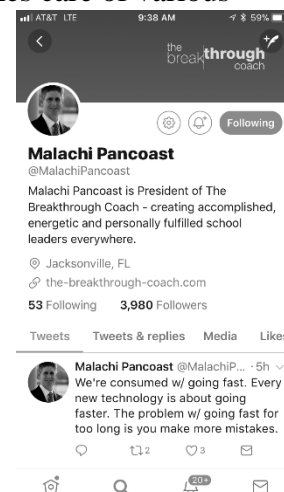 AT&T LTE 9:38 AM 59%
the
breakthrough
coach
Following
Malachi Pancoast
@MalachiPancoast
Malachi Pancoast is President of The
Breakthrough Coach - creating accomplished,
energetic and personally fulfilled school
leaders everywhere.
Jacksonville, FL
the-breakthrough-coach.com
53 Following 3,980 Followers
Tweets Tweets & replies Media Like
Malachi Pancoast @MalachiP... · 5h
We're consumed w/ going fast. Every
new technology is about going
faster. The problem w/ going fast for
too long is you make more mistakes.
2 3
20+